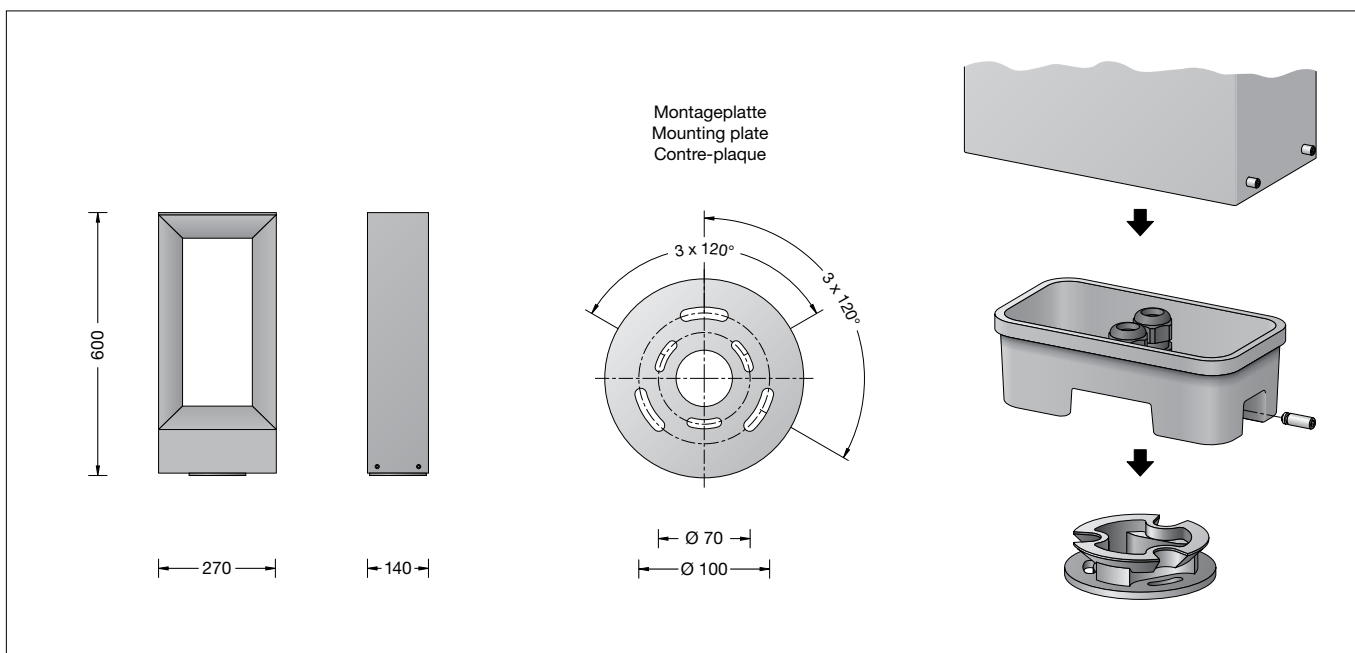 Montageplatte
Mounting plate
Contre-plaque
3 x 120°
3 x 120°
600
270
140
Ø 70
Ø 100